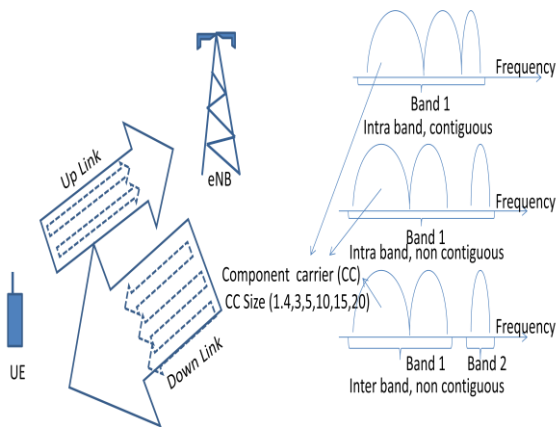 Up Link
eNB
UE
Down Link
Component carrier (CC)
CC Size (1.4,3,5,10,15,20)
Frequency
Band 1
Intra band, contiguous
Frequency
Band 1
Intra band, non contiguous
Frequency
Band 1
Band 2
Inter band, non contiguous